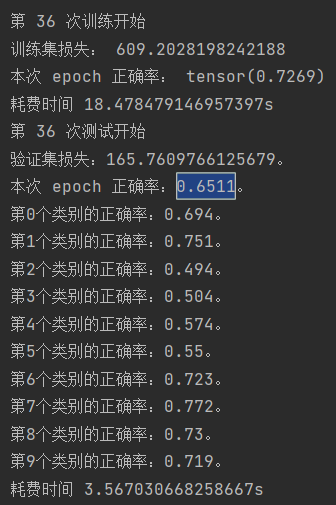 第 36 次训练开始
训练集损失： 609.2028198242188
本次 epoch 正确率： tensor(0.7269)
耗费时间 18.478479146957397s
第 36 次测试开始
验证集损失：165.7609766125679。
本次 epoch 正确率：0.6511。
第0个类别的正确率：0.694。
第1个类别的正确率：0.751。
第2个类别的正确率：0.494。
第3个类别的正确率：0.504。
第4个类别的正确率：0.574。
第5个类别的正确率：0.55。
第6个类别的正确率：0.723。
第7个类别的正确率：0.772。
第8个类别的正确率：0.73。
第9个类别的正确率：0.719。
耗费时间 3.567030668258667s